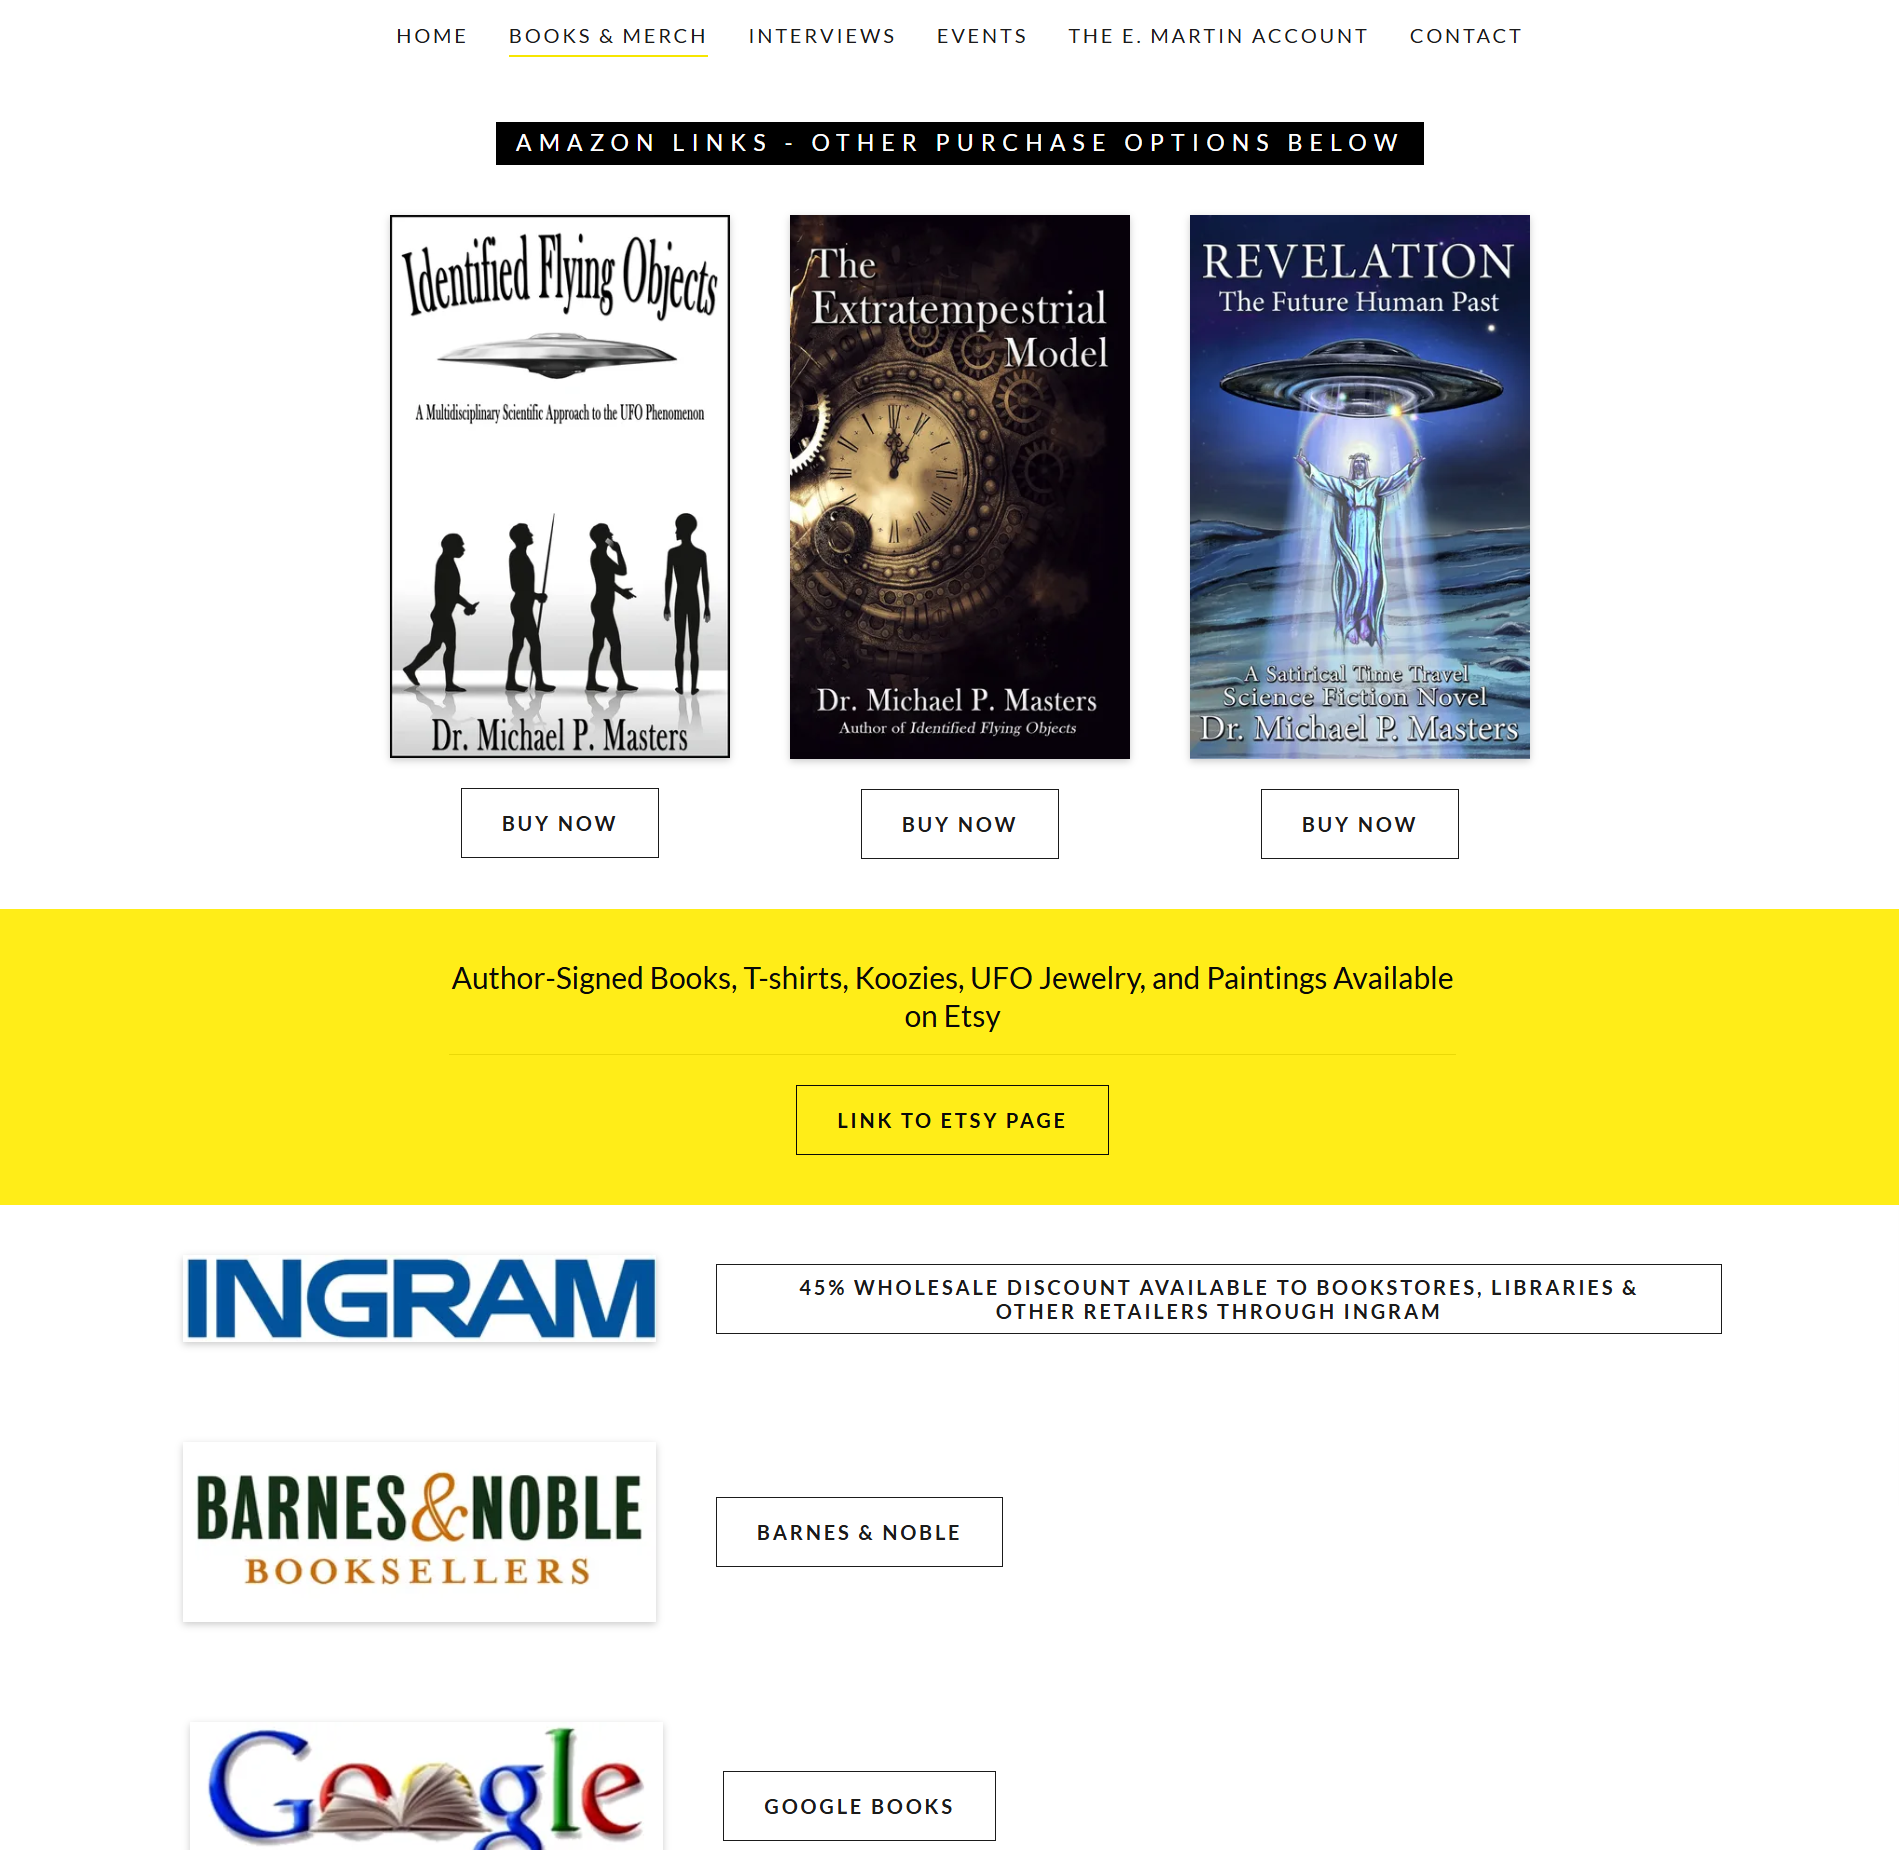 HOME BOOKS & MERCH INTERVIEWS EVENTS THE E. MARTIN ACCOUNT CONTACT
AMAZON LINKS - OTHER PURCHASE OPTIONS BELOW
Identified Flying Objects
A Multidisciplinary Scientific Approach to the UFO Phenomenon
Dr. Michael P. Masters
The
Extratempestrial
Model
Dr. Michael P. Masters
Author of Identified Flying Objects
REVELATION
The Future Human Past
A Satirical Time Travel
Science Fiction Novel
Dr. Michael P. Masters
BUY NOW
BUY NOW
BUY NOW
Author-Signed Books, T-shirts, Koozies, UFO Jewelry, and Paintings Available
on Etsy
LINK TO ETSY PAGE
INGRAM
45% WHOLESALE DISCOUNT AVAILABLE TO BOOKSTORES, LIBRARIES &
OTHER RETAILERS THROUGH INGRAM
BARNES&NOBLE
BOOKSELLERS
BARNES & NOBLE
Google
GOOGLE BOOKS